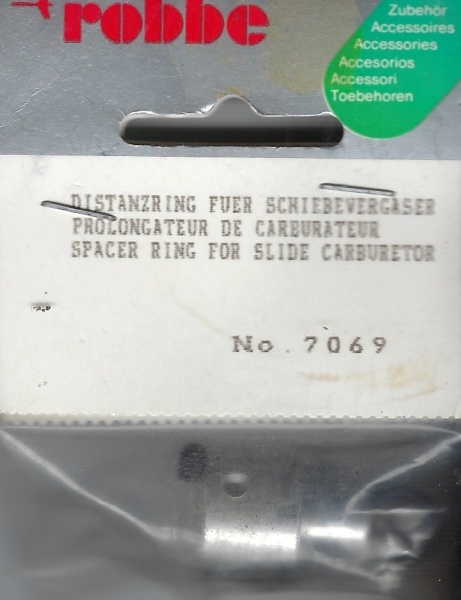 robbe
Zubehör
Accessoires
Accessories
Accesorios
Accessori
Toebehoren
DISTANZRING FUER SCHIEBEVERGASER
PROLONGATEUR DE CARBURATEUR
SPACER RING FOR SLIDE CARBURETOR
No. 7069